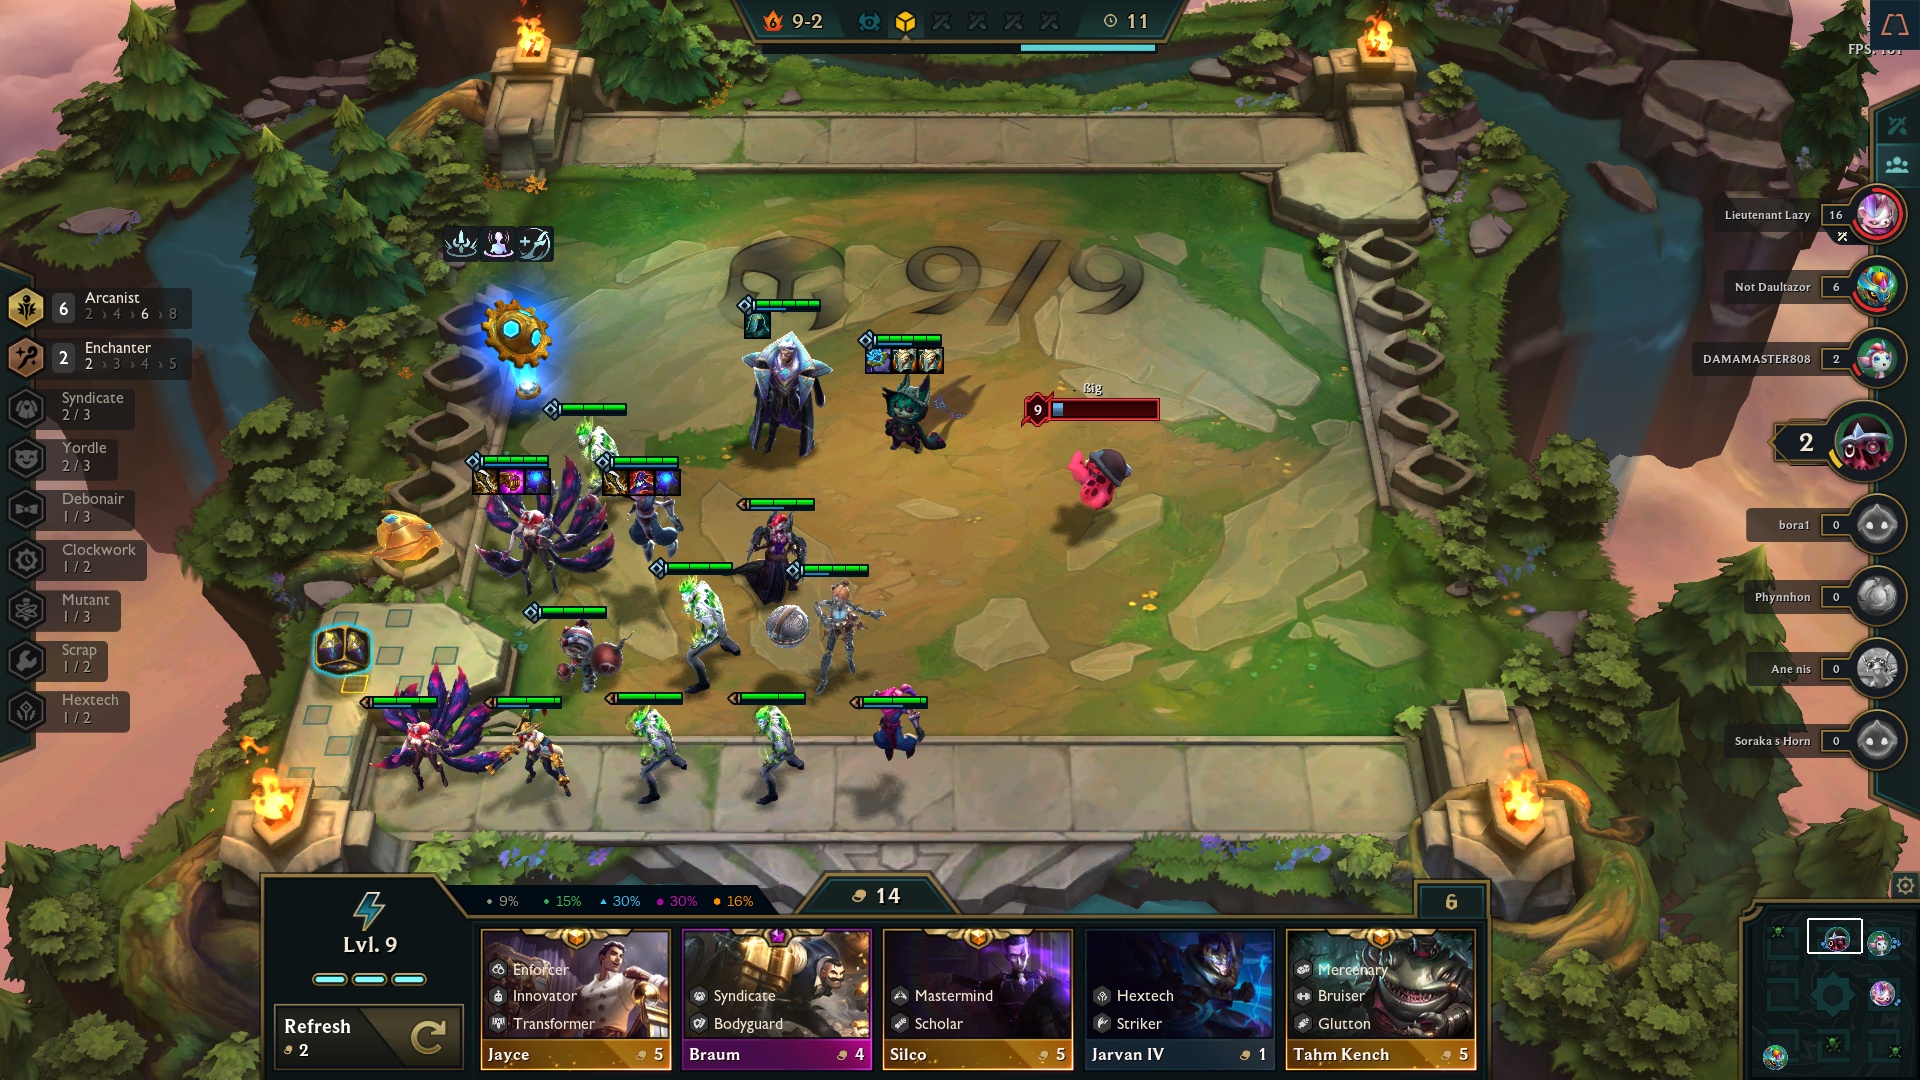 9-2
11
FPS: 161
9/9
6
Arcanist
2 › 4 › 6 › 8
2
Enchanter
2 › 3 › 4 › 5
Syndicate
2 / 3
Yordle
2 / 3
Debonair
1 / 3
Clockwork
1 / 2
Mutant
1 / 3
Scrap
1 / 2
Hextech
1 / 2
Big
9
Lieutenant Lazy
16
Not Daultazor
6
DAMAMASTER808
2
2
bora1
0
Phynnhon
0
Ane nis
0
Soraka s Horn
0
9%
15%
30%
30%
16%
14
6
Lvl. 9
Refresh
2
Enforcer
Innovator
Transformer
Jayce
5
Syndicate
Bodyguard
Braum
4
Mastermind
Scholar
Silco
5
Hextech
Striker
Jarvan IV
1
Mercenary
Bruiser
Glutton
Tahm Kench
5